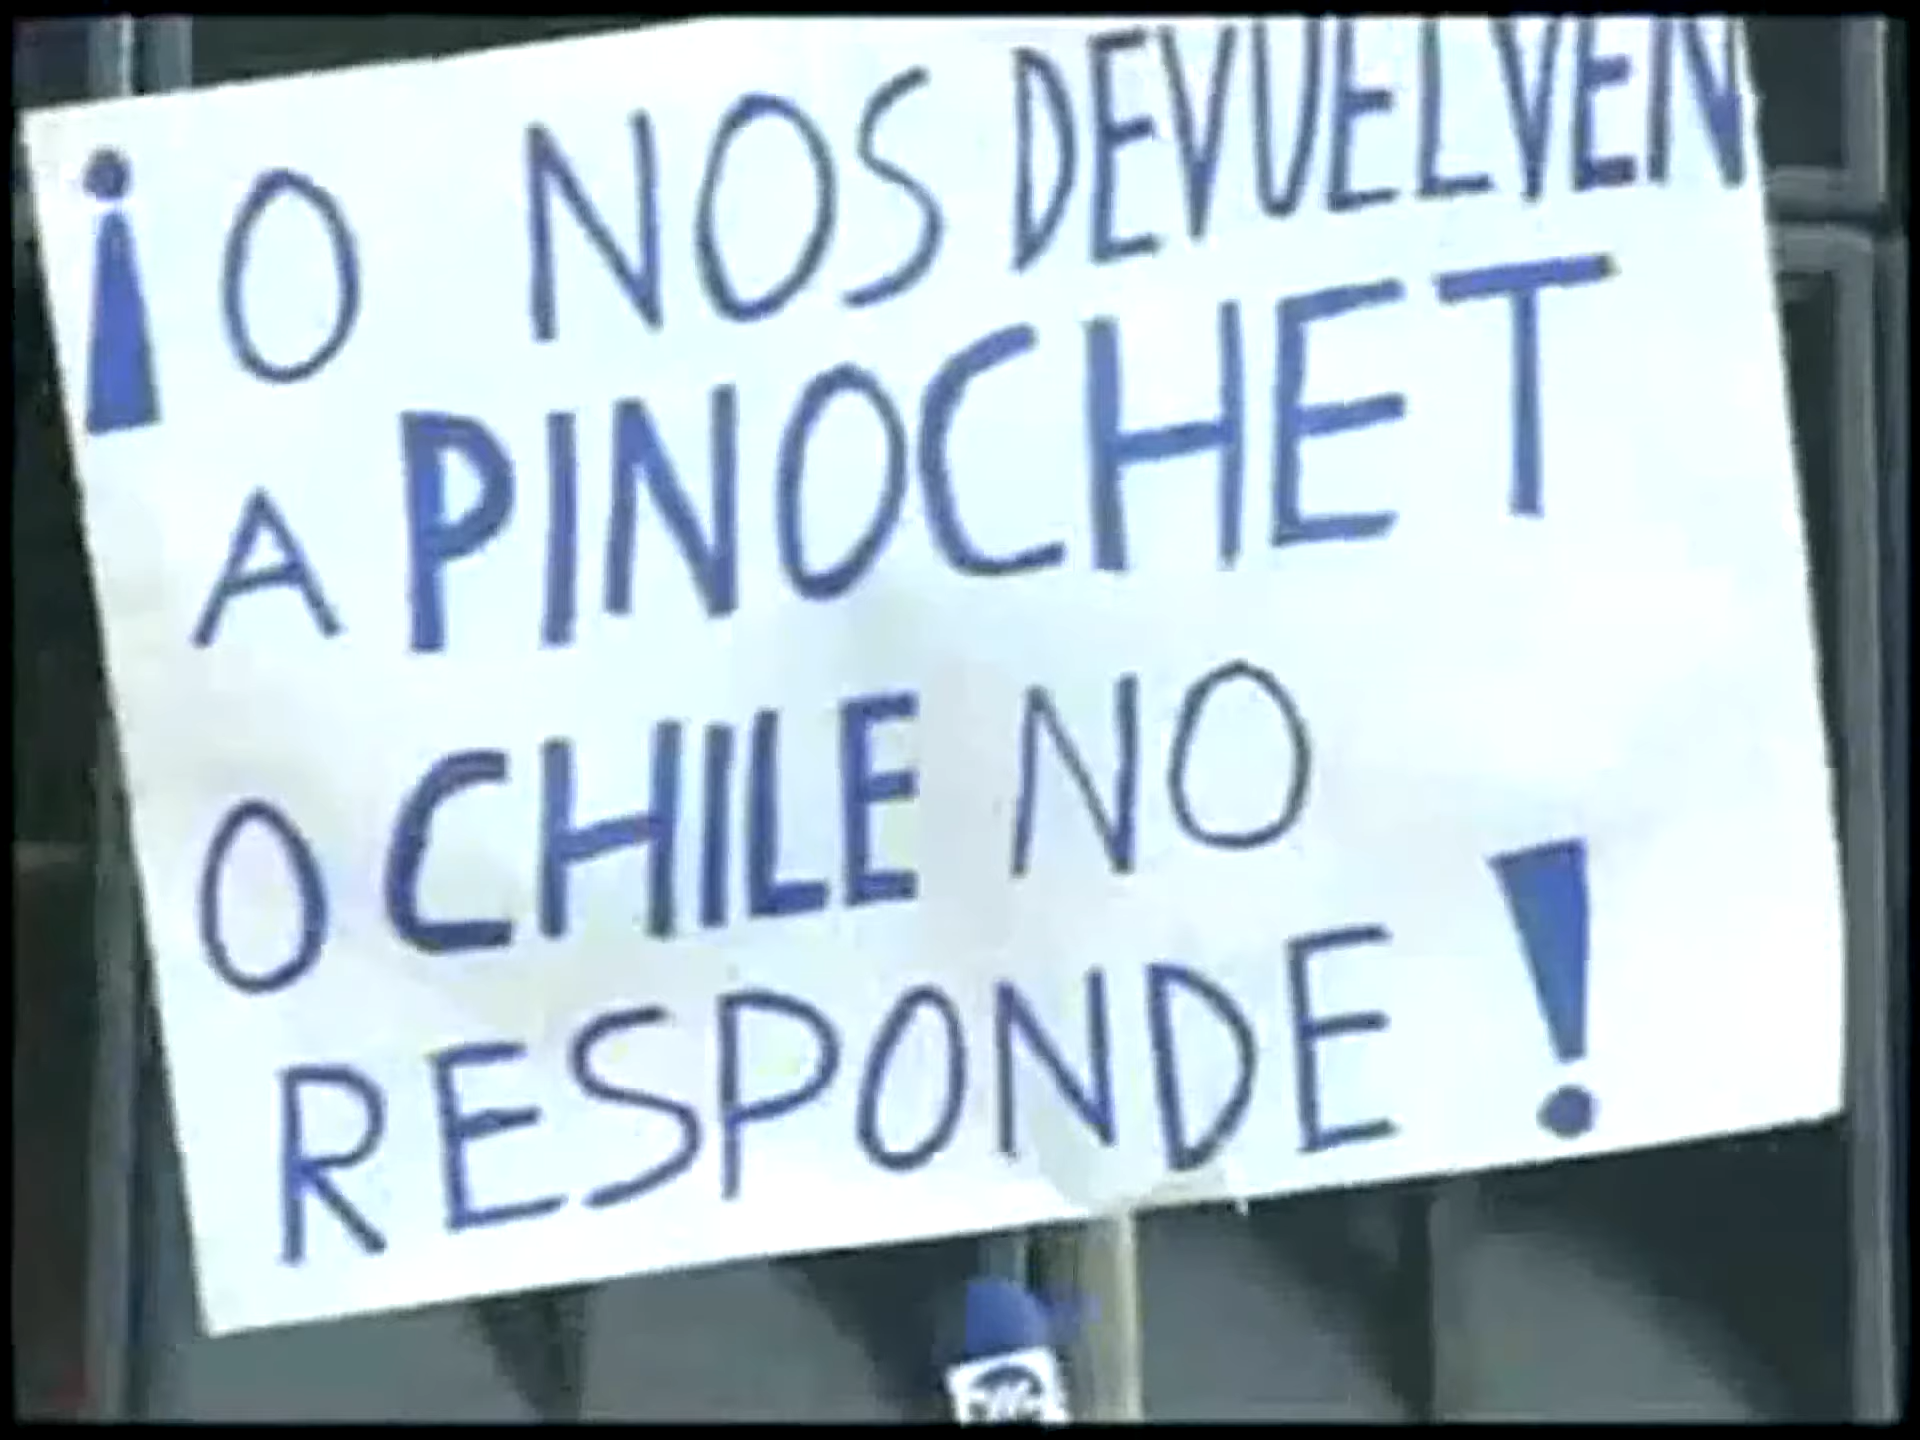 ¡O NOS DEVUELVEN
A PINOCHET
O CHILE NO
RESPONDE!